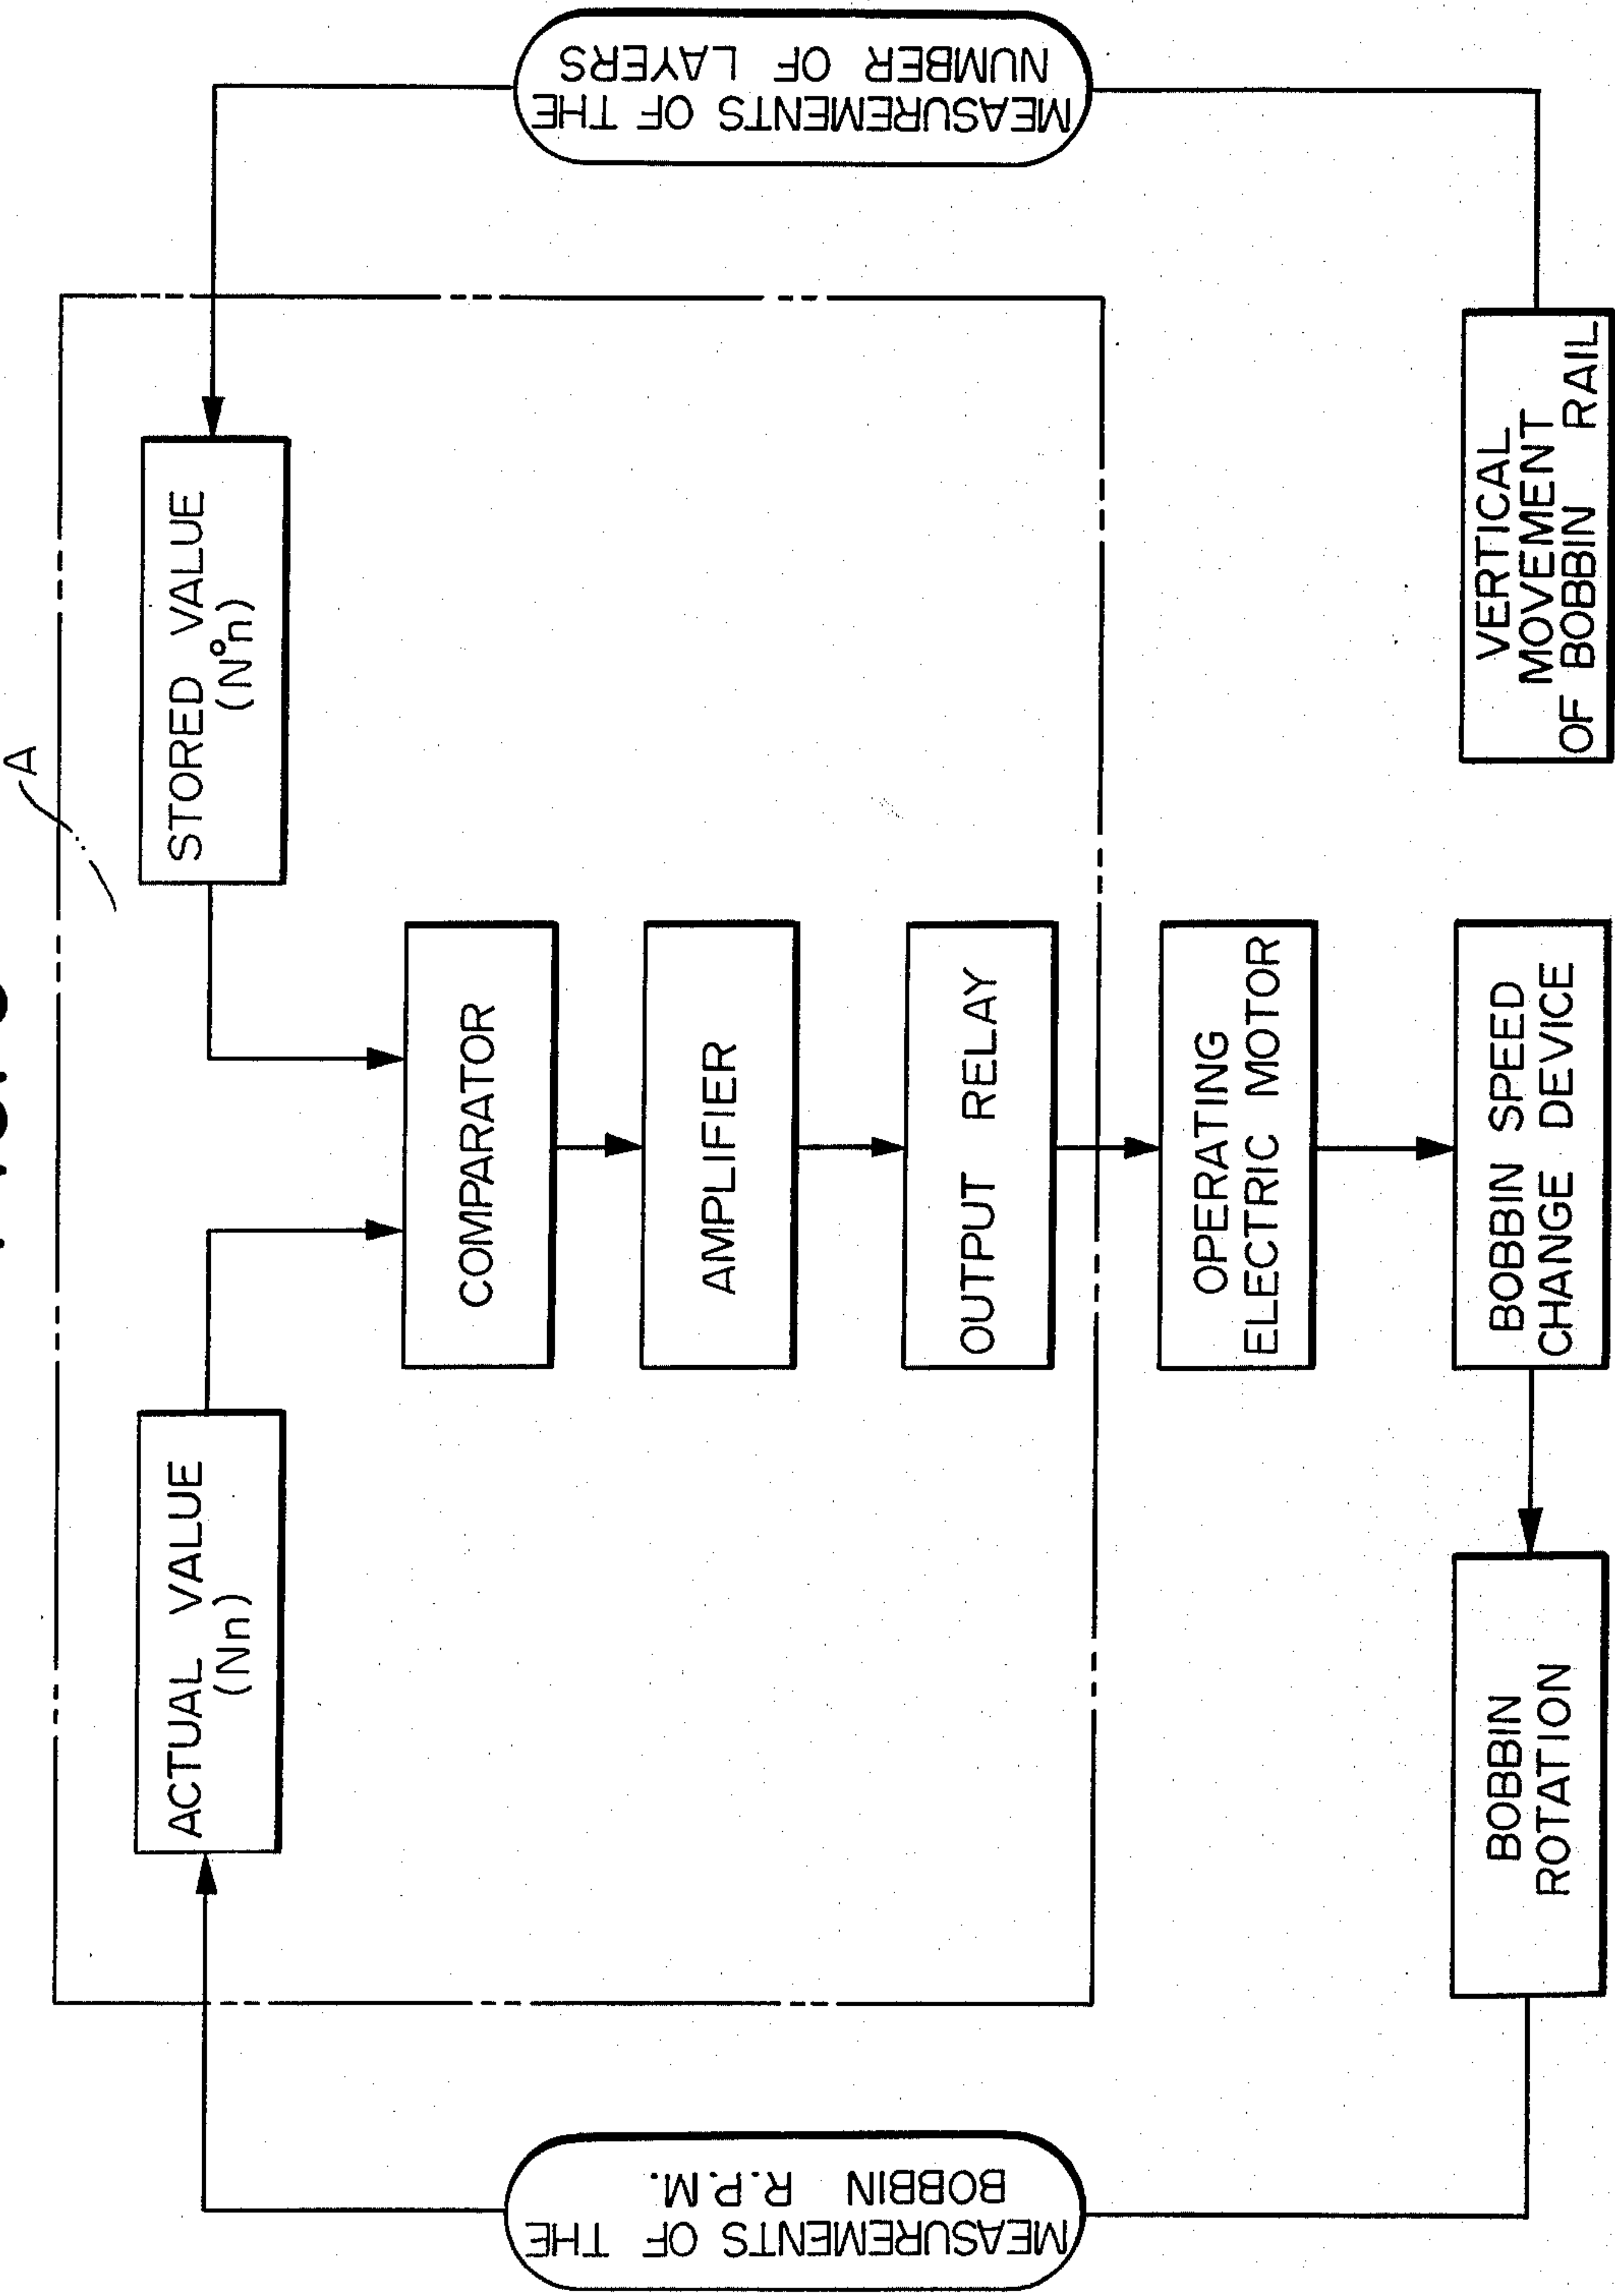 A
MEASUREMENTS OF THE
BOBBIN R.P.M.
ACTUAL VALUE
(Nn)
STORED VALUE
(N°n)
MEASUREMENTS OF THE
NUMBER OF LAYERS
COMPARATOR
AMPLIFIER
OUTPUT RELAY
OPERATING
ELECTRIC MOTOR
BOBBIN SPEED
CHANGE DEVICE
BOBBIN
ROTATION
VERTICAL
MOVEMENT
OF BOBBIN RAIL